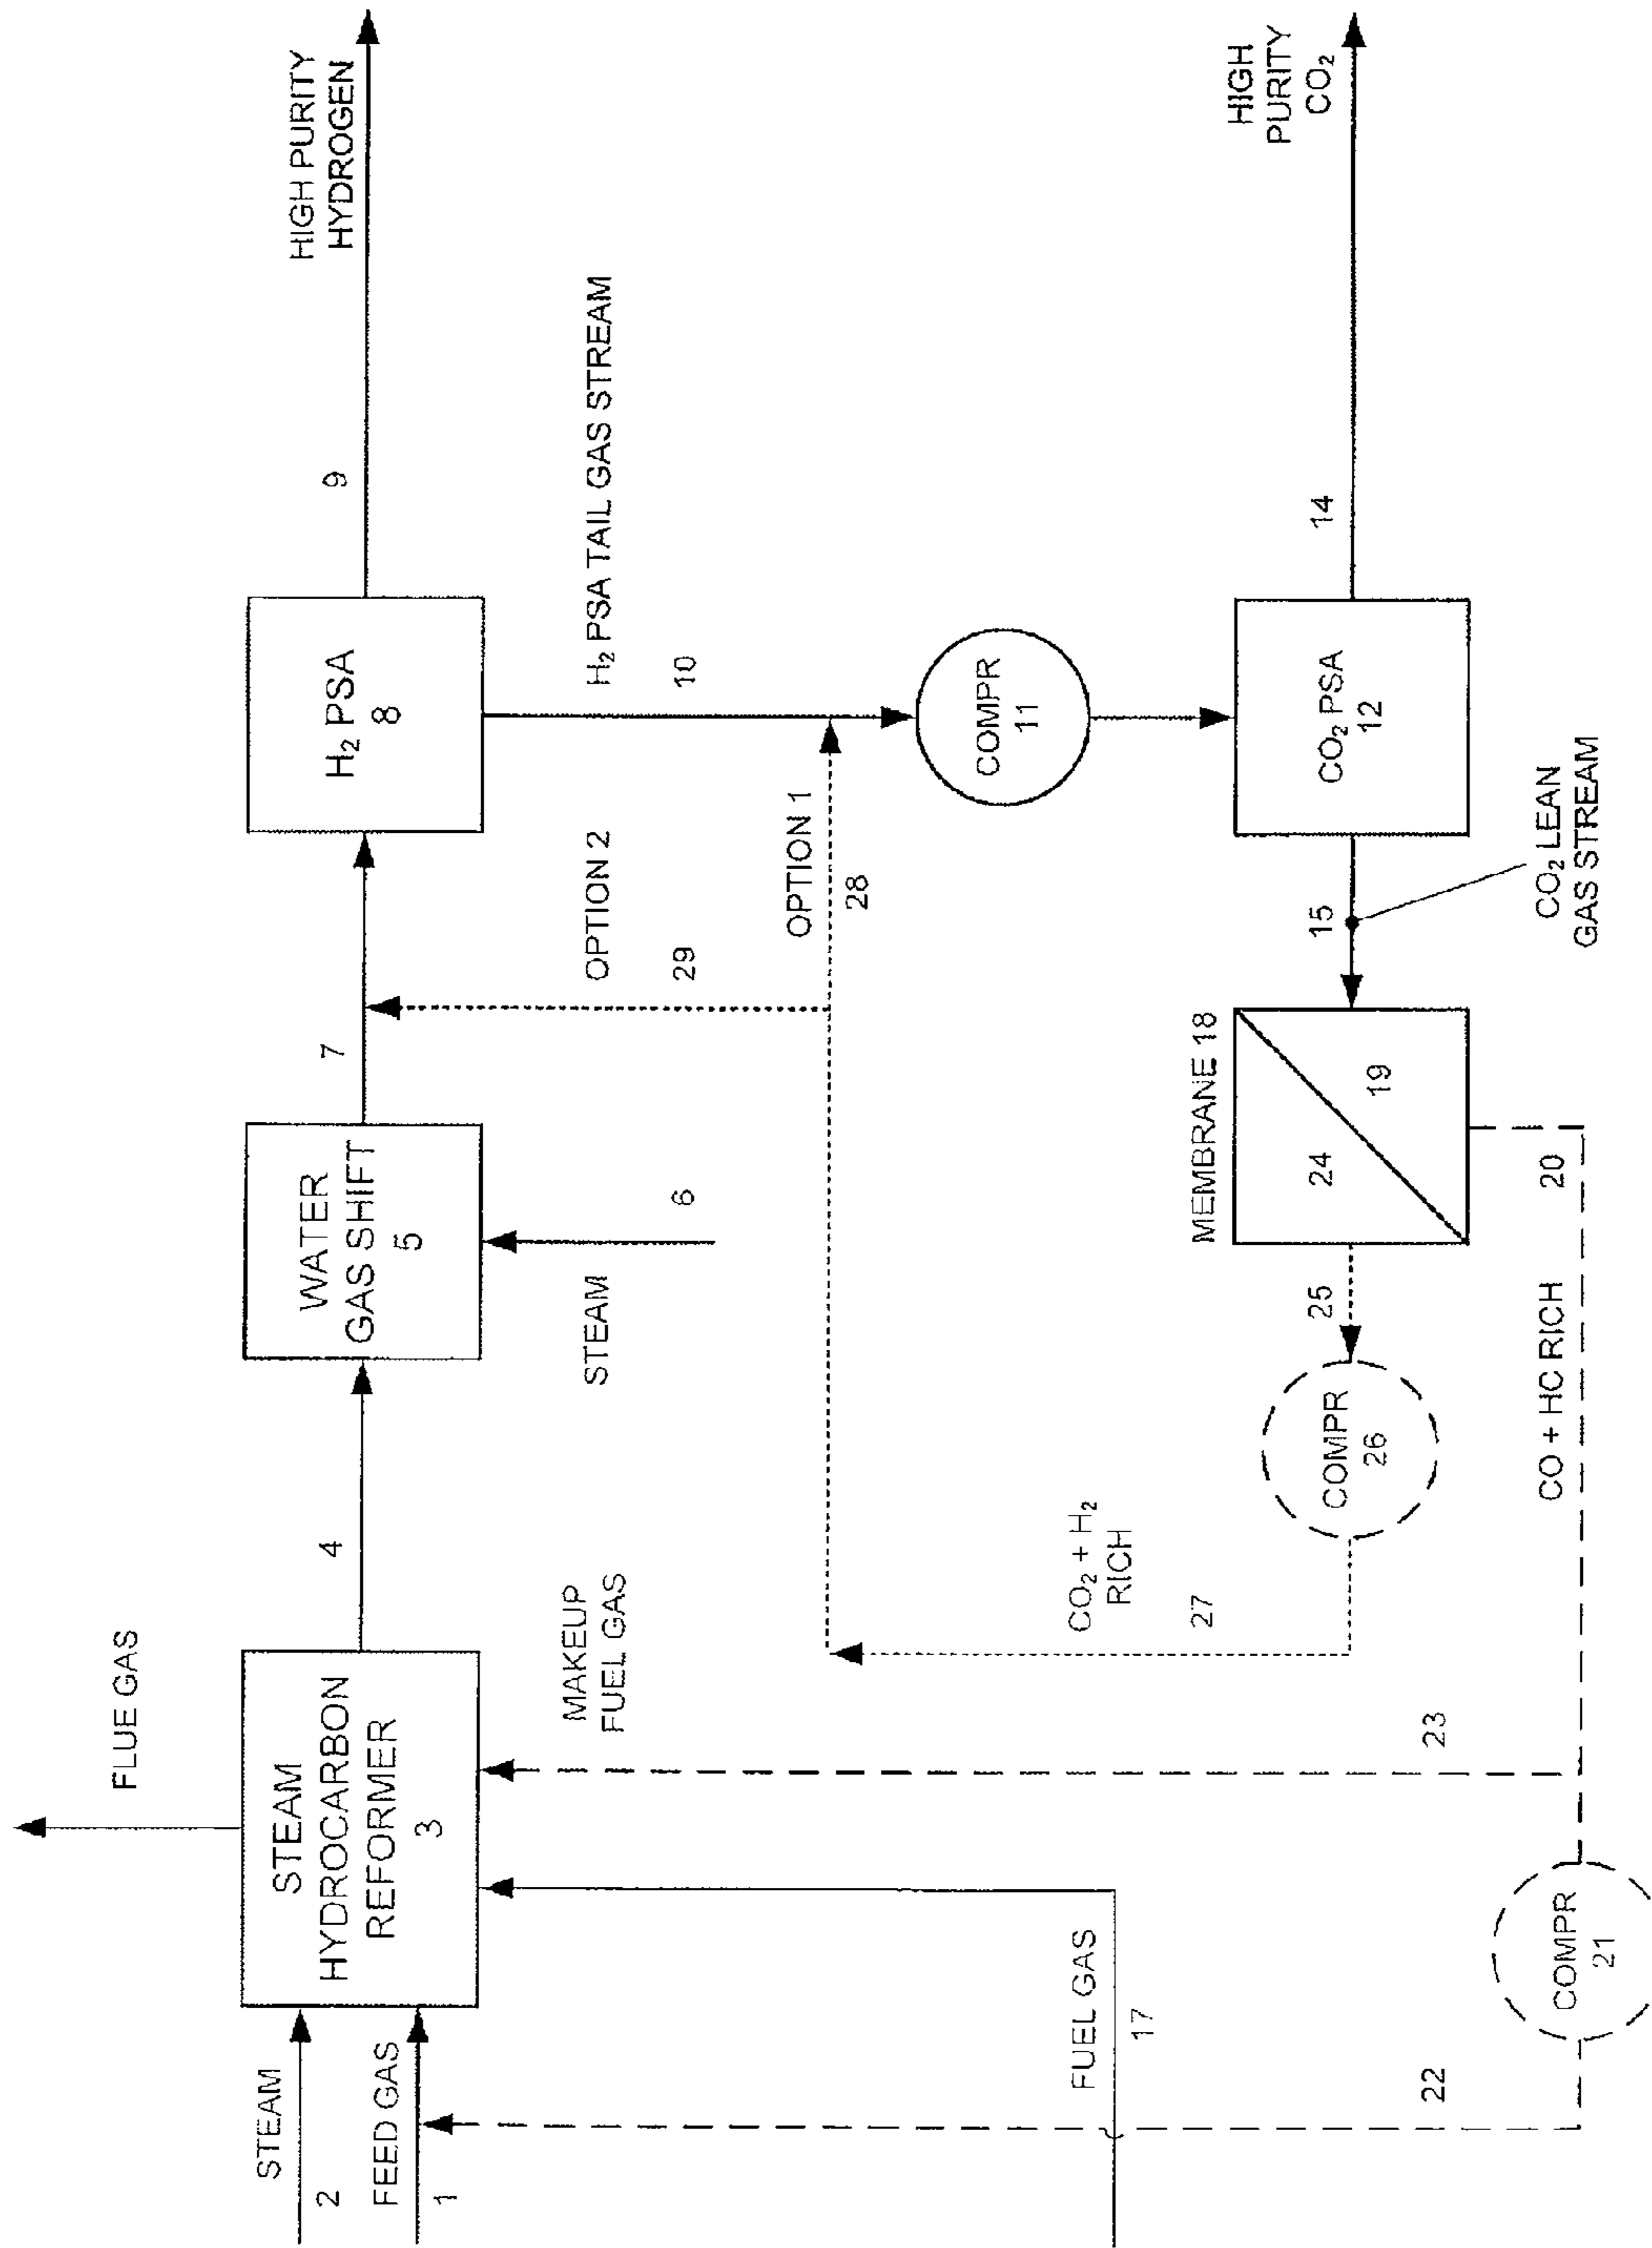 FLUE GAS
STEAM
2
FEED GAS
1
STEAM
HYDROCARBON
REFORMER
3
4
WATER
GAS SHIFT
5
7
H₂ PSA
8
9
HIGH PURITY
HYDROGEN
MAKEUP
FUEL GAS
STEAM
6
OPTION 2
29
H₂ PSA TAIL GAS STREAM
10
OPTION 1
28
COMPR
11
FUEL GAS
17
CO₂ + H₂
RICH
27
COMPR
26
25
MEMBRANE 18
24
19
15
CO₂ LEAN
GAS STREAM
CO₂ PSA
12
14
HIGH
PURITY
CO₂
22
23
COMPR
21
CO + HC RICH
20